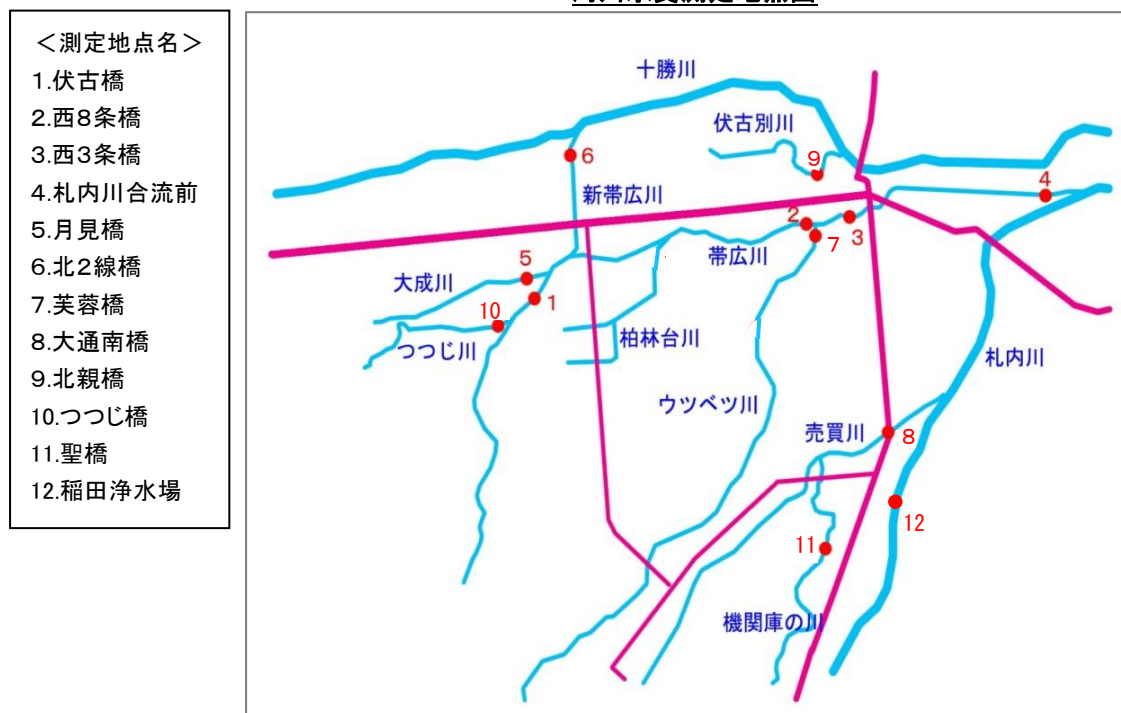 ＜測定地点名＞
1.伏古橋
2.西8条橋
3.西3条橋
4.札内川合流前
5.月見橋
6.北2線橋
7.芙蓉橋
8.大通南橋
9.北親橋
10.つつじ橋
11.聖橋
12.稲田浄水場
十勝川
伏古別川
6
9
新帯広川
4
2
3
7
帯広川
5
大成川
1
10
つつじ川
柏林台川
札内川
ウツベツ川
売買川
8
12
11
機関庫の川